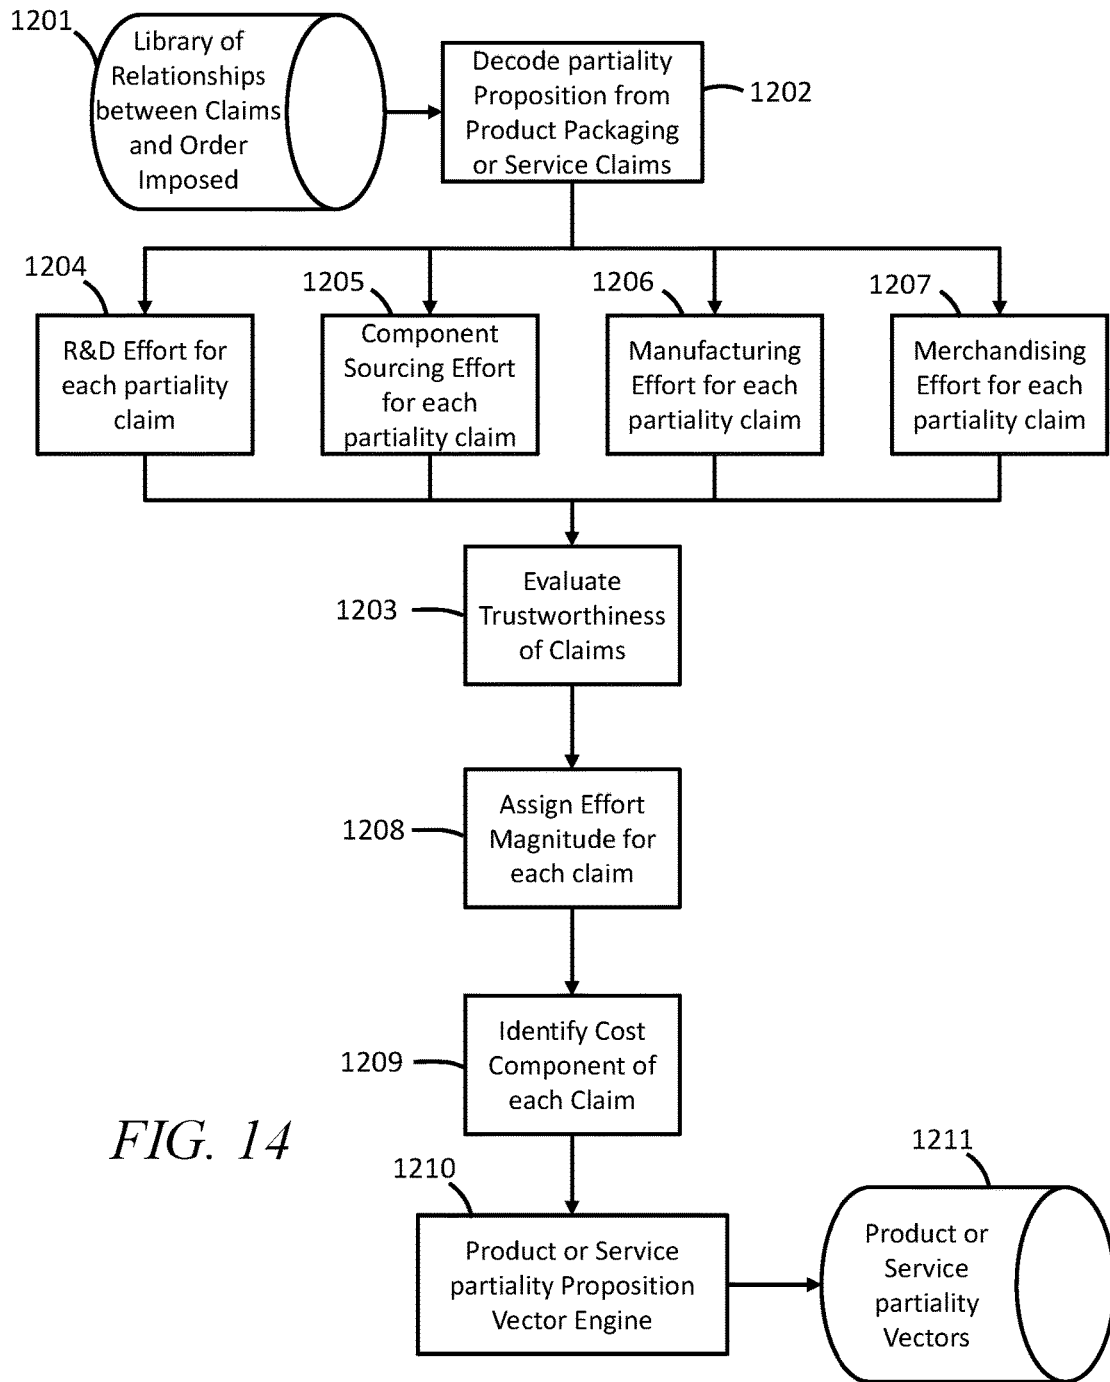 1201
Library of
Relationships
between Claims
and Order
Imposed
Decode partiality
Proposition from
Product Packaging
or Service Claims
1202
1204
R&D Effort for
each partiality
claim
1205
Component
Sourcing Effort
for each
partiality claim
1206
Manufacturing
Effort for each
partiality claim
1207
Merchandising
Effort for each
partiality claim
1203
Evaluate
Trustworthiness
of Claims
1208
Assign Effort
Magnitude for
each claim
1209
Identify Cost
Component of
each Claim
FIG. 14
1210
Product or Service
partiality Proposition
Vector Engine
1211
Product or
Service
partiality
Vectors